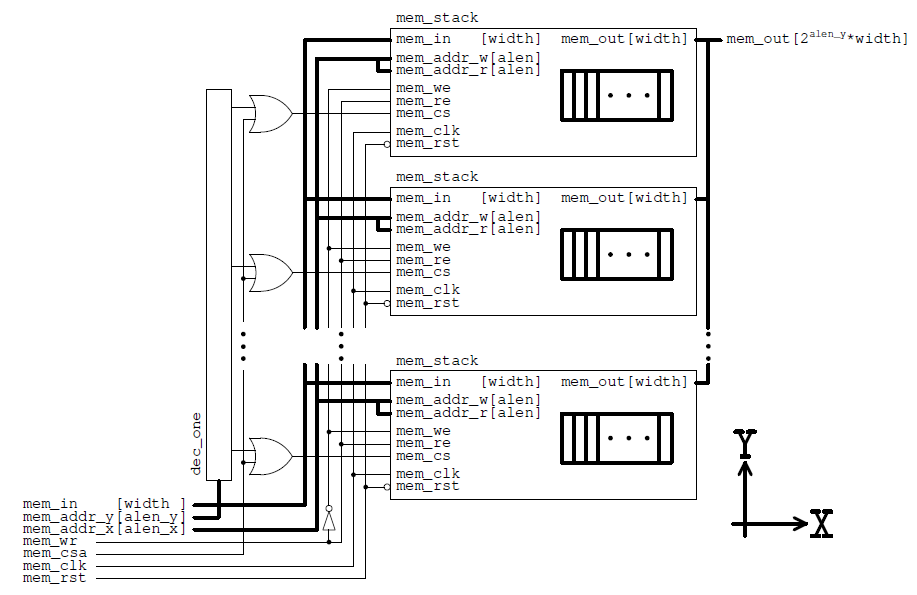 mem_stack
mem_in [width] mem_out[width]
mem_out[2^alen_y*width]
mem_addr_w[alen]
mem_addr_r[alen]
mem_we
mem_re
mem_cs
mem_clk
mem_rst
mem_stack
mem_in [width] mem_out[width]
mem_addr_w[alen]
mem_addr_r[alen]
mem_we
mem_re
mem_cs
mem_clk
mem_rst
mem_stack
mem_in [width] mem_out[width]
mem_addr_w[alen]
mem_addr_r[alen]
mem_we
mem_re
mem_cs
mem_clk
mem_rst
dec_one
mem_in [width ]
mem_addr_y[alen_y]
mem_addr_x[alen_x]
mem_wr
mem_csa
mem_clk
mem_rst
Y
X